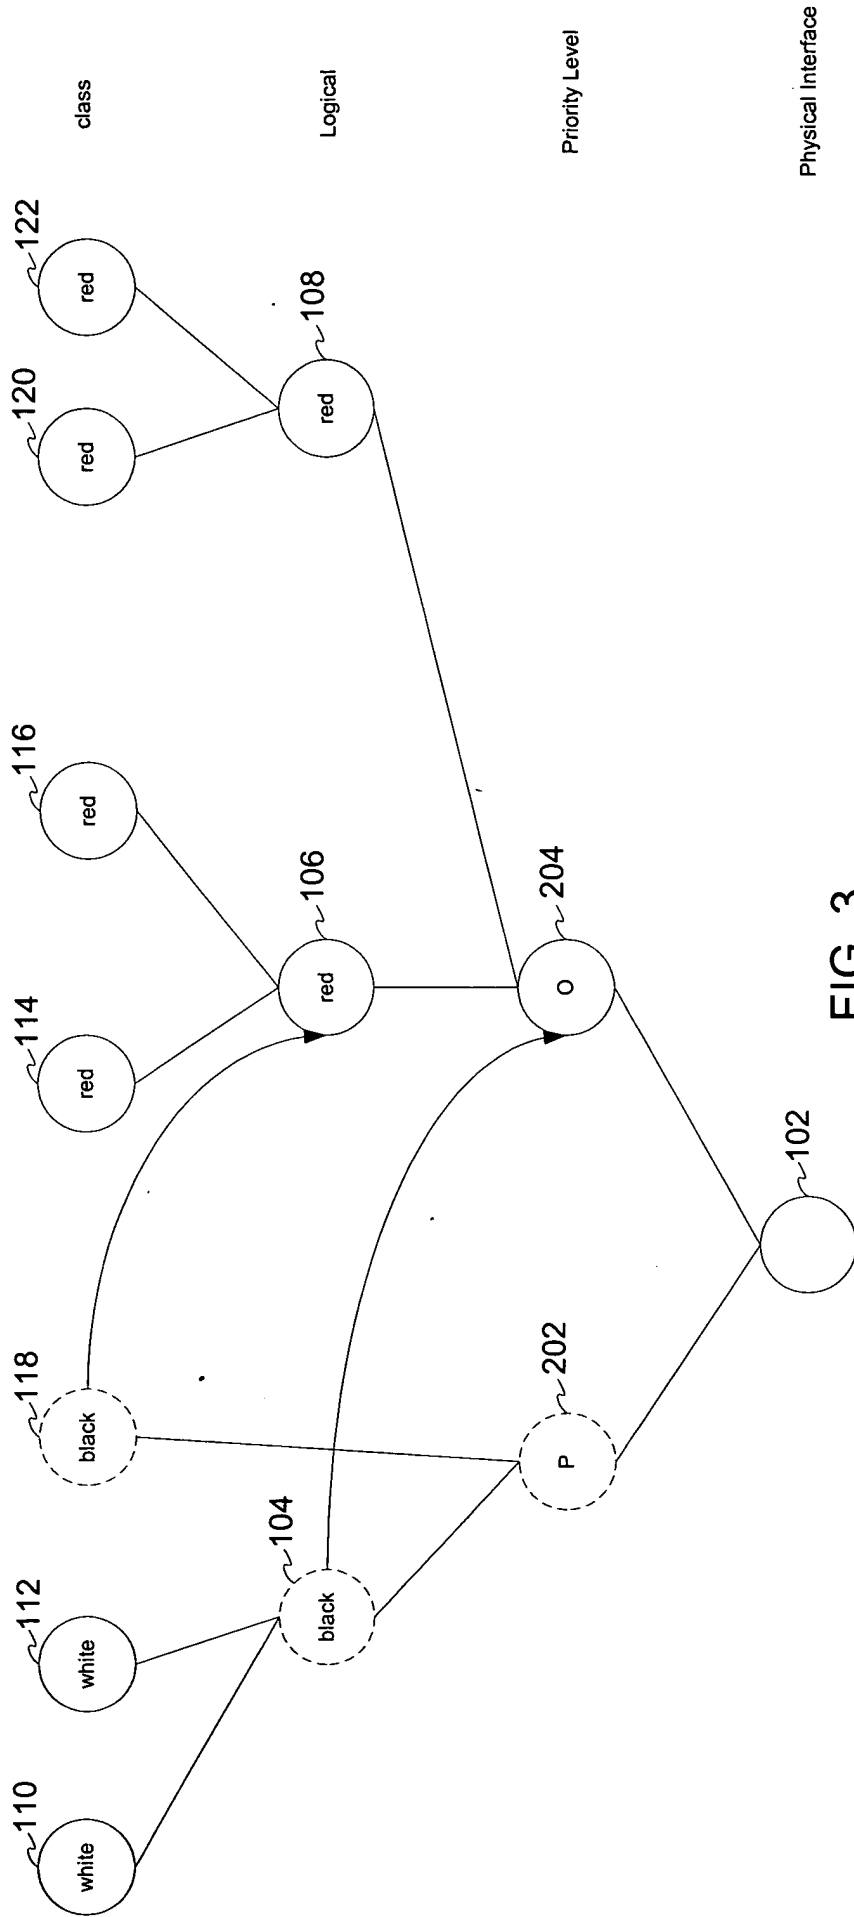 110
112
118
114
116
120
122
white
white
black
red
red
red
red
class
104
106
108
black
red
red
Logical
202
204
P
O
Priority Level
102
Physical Interface
FIG. 3